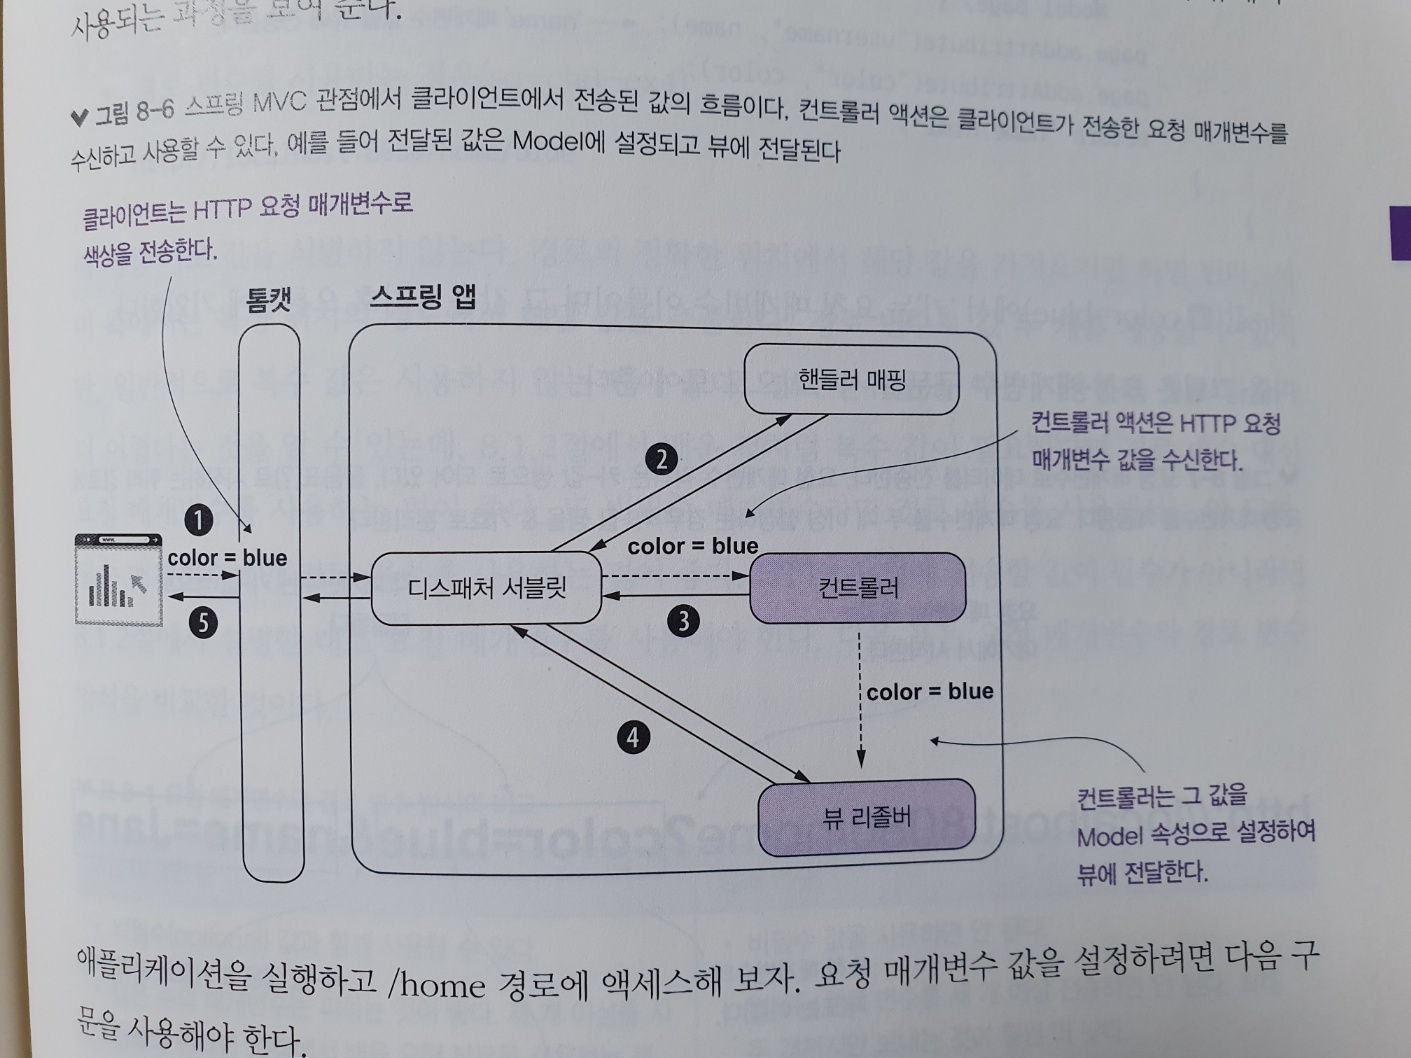 사용되는 과정을 보여 준다.
그림 8-6 스프링 MVC 관점에서 클라이언트에서 전송된 값의 흐름이다. 컨트롤러 액션은 클라이언트가 전송한 요청 매개변수를
수신하고 사용할 수 있다. 예를 들어 전달된 값은 Model에 설정되고 뷰에 전달된다
클라이언트는 HTTP 요청 매개변수로
색상을 전송한다.
톰캣
스프링 앱
핸들러 매핑
컨트롤러 액션은 HTTP 요청
매개변수 값을 수신한다.
2
1
color = blue
color = blue
디스패처 서블릿
컨트롤러
5
3
color = blue
4
컨트롤러는 그 값을
Model 속성으로 설정하여
뷰에 전달한다.
뷰 리졸버
애플리케이션을 실행하고 /home 경로에 액세스해 보자. 요청 매개변수 값을 설정하려면 다음 구
문을 사용해야 한다.